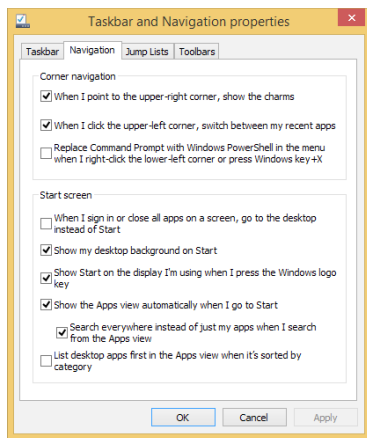 Taskbar and Navigation properties
Taskbar Navigation Jump Lists Toolbars
Corner navigation
When I point to the upper-right corner, show the charms
When I click the upper-left corner, switch between my recent apps
Replace Command Prompt with Windows PowerShell in the menu
when I right-click the lower-left corner or press Windows key+X
Start screen
When I sign in or close all apps on a screen, go to the desktop
instead of Start
Show my desktop background on Start
Show Start on the display I'm using when I press the Windows logo
key
Show the Apps view automatically when I go to Start
Search everywhere instead of just my apps when I search
from the Apps view
List desktop apps first in the Apps view when it's sorted by
category
OK Cancel Apply